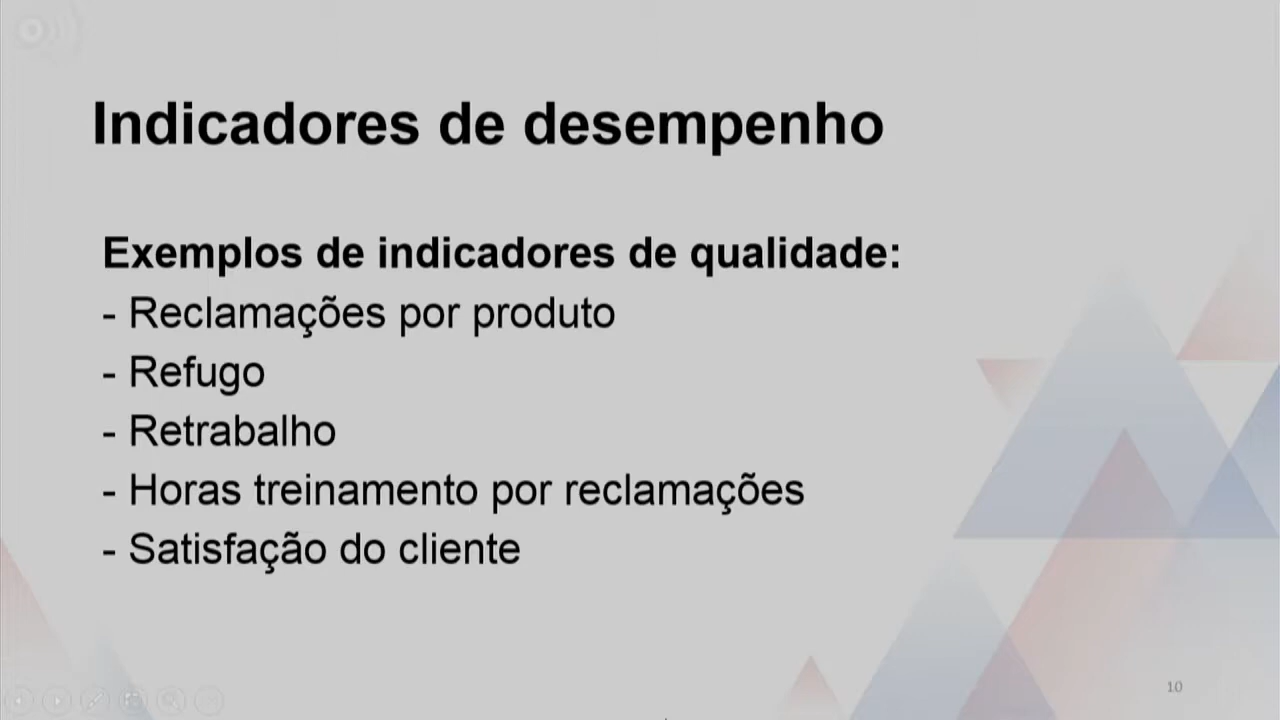 Indicadores de desempenho
Exemplos de indicadores de qualidade:
- Reclamações por produto
- Refugo
- Retrabalho
- Horas treinamento por reclamações
- Satisfação do cliente
10